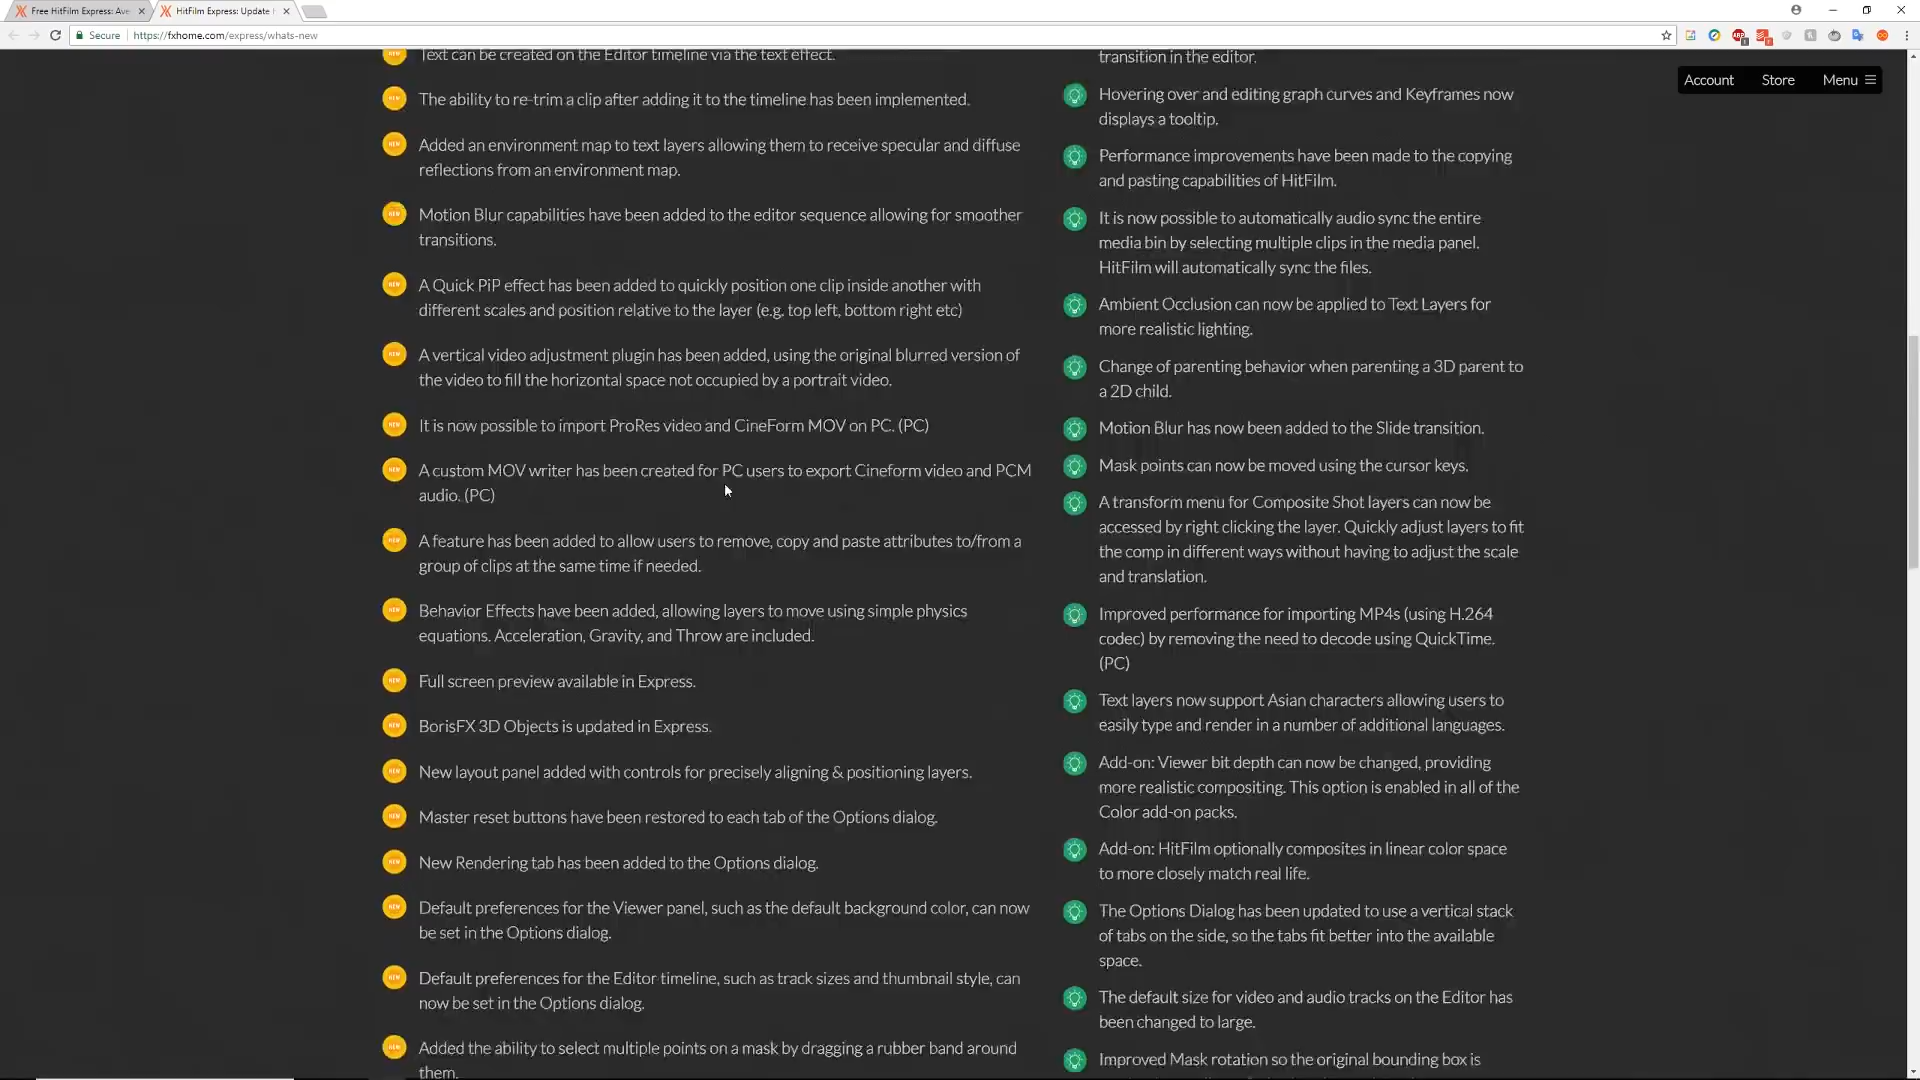 Free HitFilm Express: Ave
HitFilm Express: Update
Secure
https://fxhome.com/express/whats-new
Account
Store
Menu
Text can be created on the Editor timeline via the text effect.
NEW
The ability to re-trim a clip after adding it to the timeline has been implemented.
NEW
Added an environment map to text layers allowing them to receive specular and diffuse
reflections from an environment map.
NEW
Motion Blur capabilities have been added to the editor sequence allowing for smoother
transitions.
NEW
A Quick PiP effect has been added to quickly position one clip inside another with
different scales and position relative to the layer (e.g. top left, bottom right etc)
NEW
A vertical video adjustment plugin has been added, using the original blurred version of
the video to fill the horizontal space not occupied by a portrait video.
NEW
It is now possible to import ProRes video and CineForm MOV on PC. (PC)
NEW
A custom MOV writer has been created for PC users to export Cineform video and PCM
audio. (PC)
NEW
A feature has been added to allow users to remove, copy and paste attributes to/from a
group of clips at the same time if needed.
NEW
Behavior Effects have been added, allowing layers to move using simple physics
equations. Acceleration, Gravity, and Throw are included.
NEW
Full screen preview available in Express.
NEW
BorisFX 3D Objects is updated in Express.
NEW
New layout panel added with controls for precisely aligning & positioning layers.
NEW
Master reset buttons have been restored to each tab of the Options dialog.
NEW
New Rendering tab has been added to the Options dialog.
NEW
Default preferences for the Viewer panel, such as the default background color, can now
be set in the Options dialog.
NEW
Default preferences for the Editor timeline, such as track sizes and thumbnail style, can
now be set in the Options dialog.
NEW
Added the ability to select multiple points on a mask by dragging a rubber band around
them.
transition in the editor.
Hovering over and editing graph curves and Keyframes now
displays a tooltip.
Performance improvements have been made to the copying
and pasting capabilities of HitFilm.
It is now possible to automatically audio sync the entire
media bin by selecting multiple clips in the media panel.
HitFilm will automatically sync the files.
Ambient Occlusion can now be applied to Text Layers for
more realistic lighting.
Change of parenting behavior when parenting a 3D parent to
a 2D child.
Motion Blur has now been added to the Slide transition.
Mask points can now be moved using the cursor keys.
A transform menu for Composite Shot layers can now be
accessed by right clicking the layer. Quickly adjust layers to fit
the comp in different ways without having to adjust the scale
and translation.
Improved performance for importing MP4s (using H.264
codec) by removing the need to decode using QuickTime.
(PC)
Text layers now support Asian characters allowing users to
easily type and render in a number of additional languages.
Add-on: Viewer bit depth can now be changed, providing
more realistic compositing. This option is enabled in all of the
Color add-on packs.
Add-on: HitFilm optionally composites in linear color space
to more closely match real life.
The Options Dialog has been updated to use a vertical stack
of tabs on the side, so the tabs fit better into the available
space.
The default size for video and audio tracks on the Editor has
been changed to large.
Improved Mask rotation so the original bounding box is